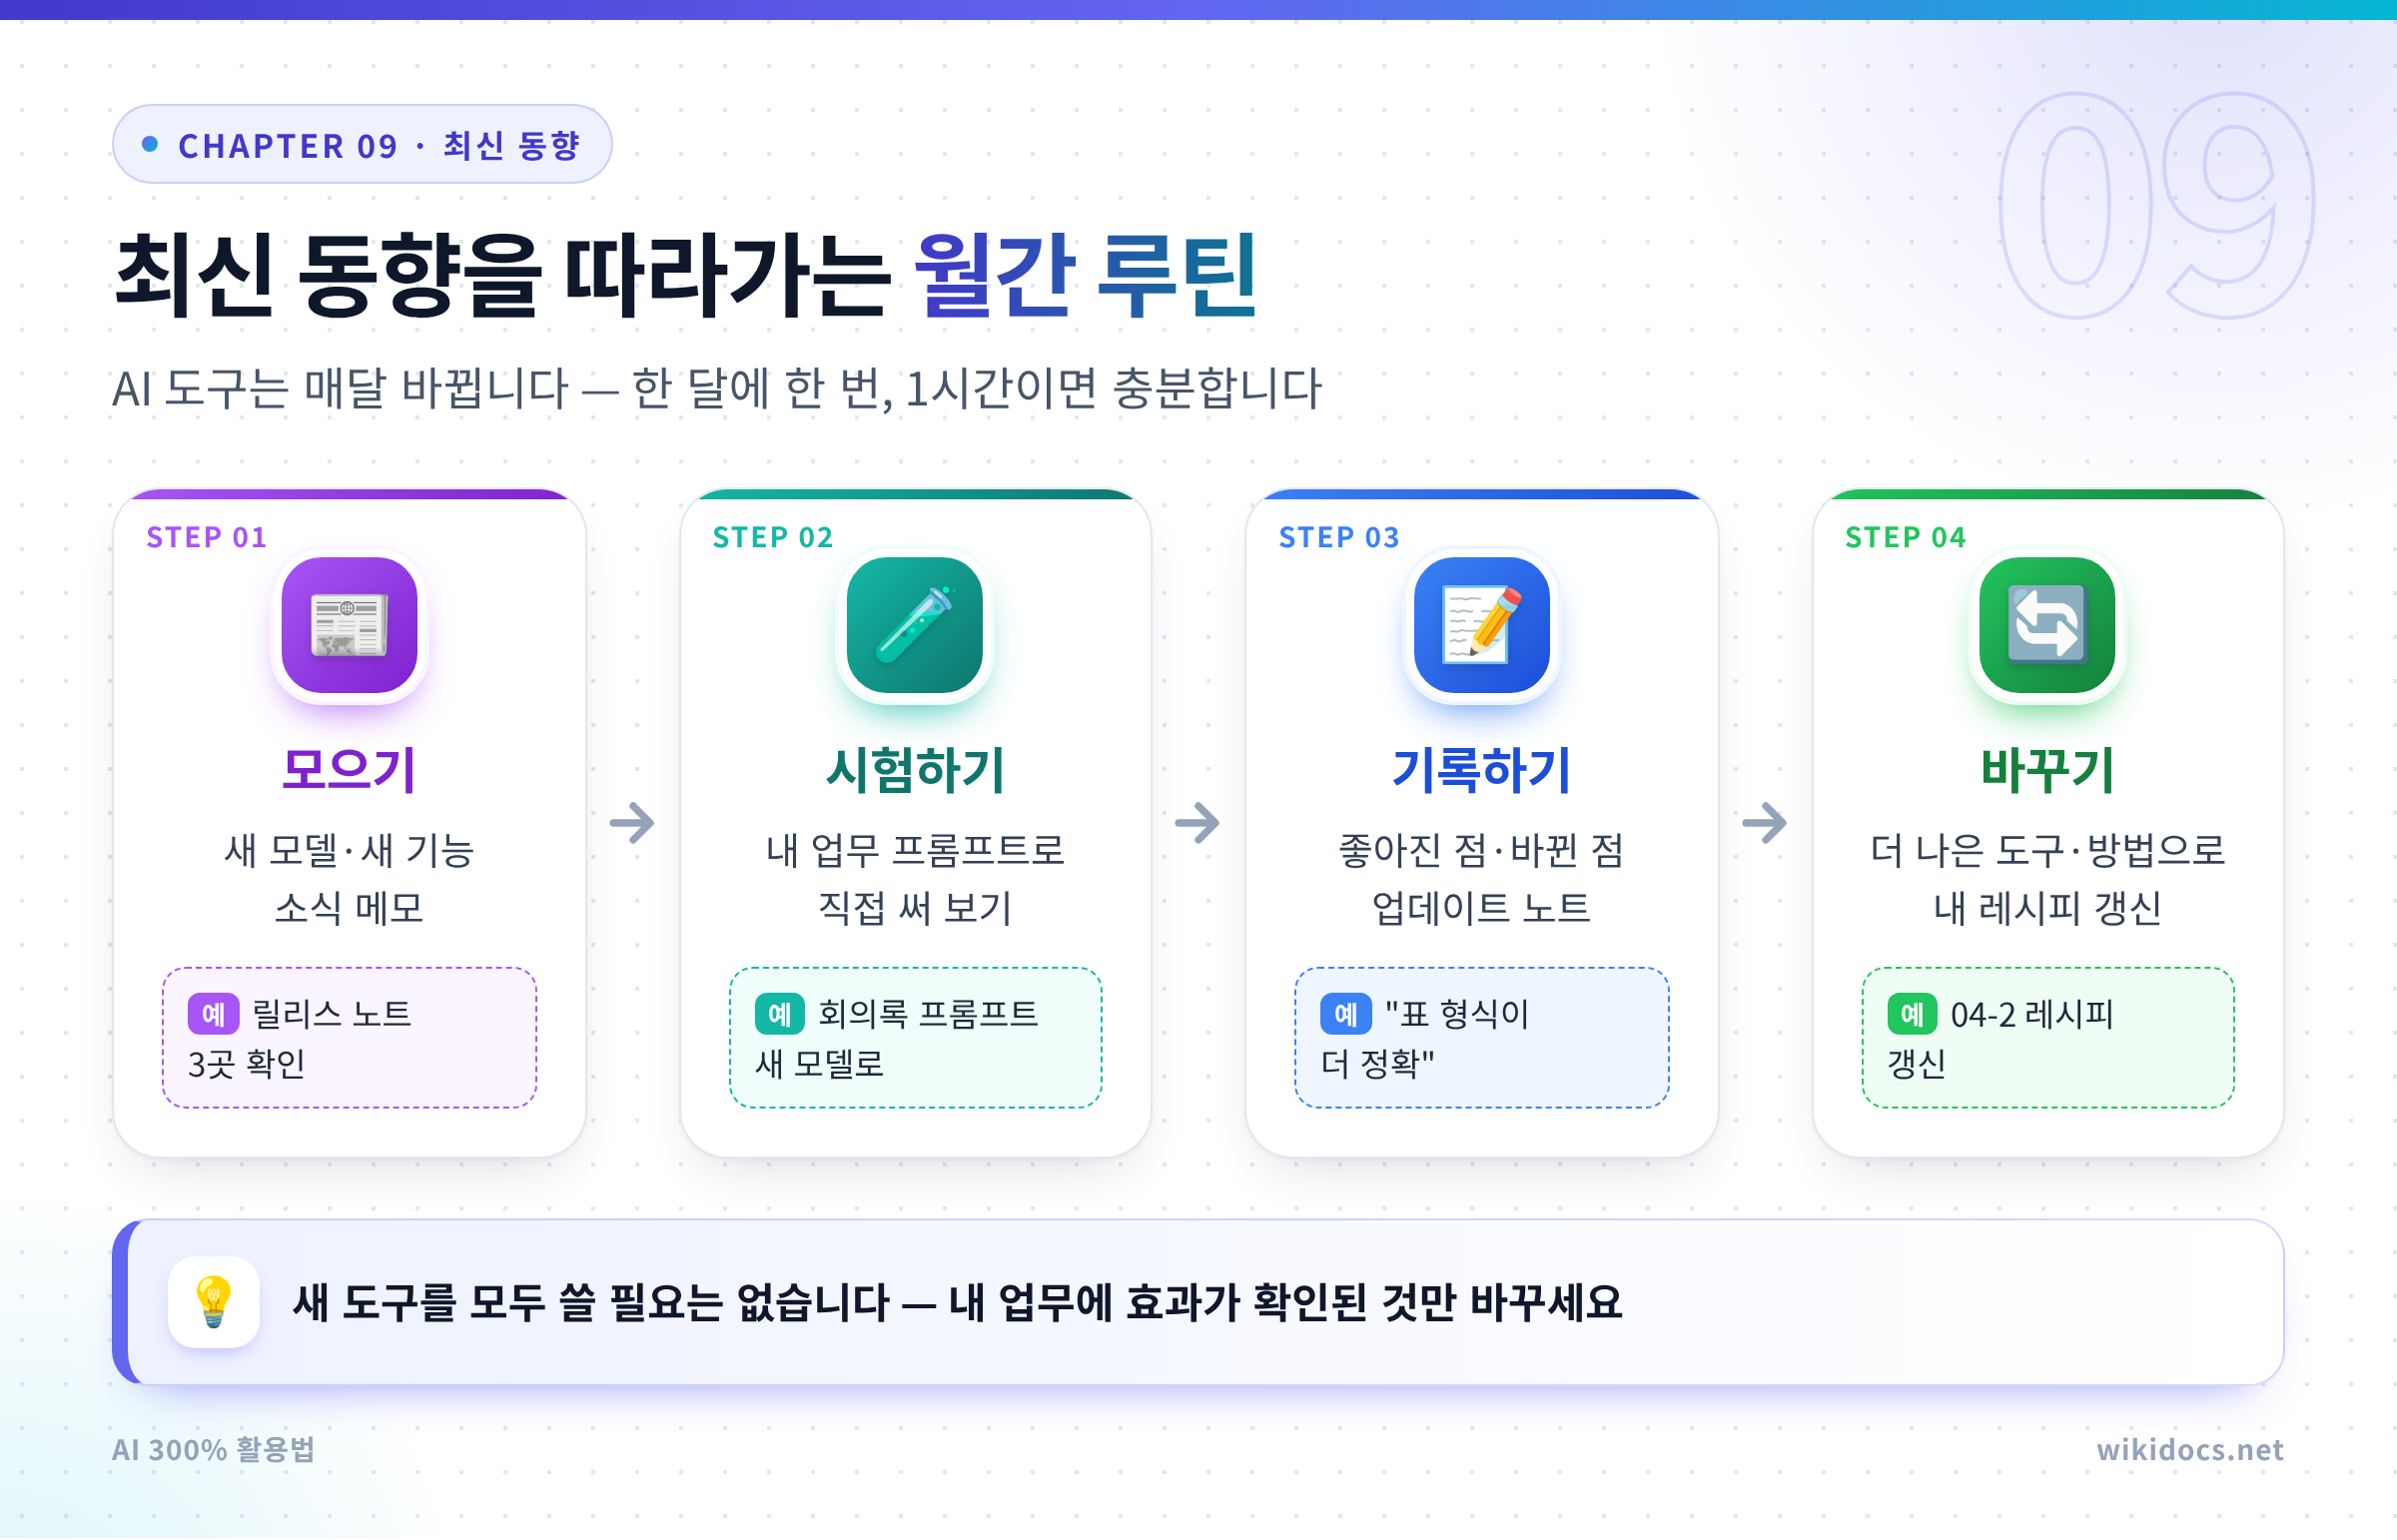 CHAPTER 09 · 최신 동향
09
최신 동향을 따라가는 월간 루틴
AI 도구는 매달 바뀝니다 — 한 달에 한 번, 1시간이면 충분합니다
STEP 01
모으기
새 모델·새 기능
소식 메모
예 릴리스 노트
3곳 확인
STEP 02
시험하기
내 업무 프롬프트로
직접 써 보기
예 회의록 프롬프트
새 모델로
STEP 03
기록하기
좋아진 점·바뀐 점
업데이트 노트
예 "표 형식이
더 정확"
STEP 04
바꾸기
더 나은 도구·방법으로
내 레시피 갱신
예 04-2 레시피
갱신
새 도구를 모두 쓸 필요는 없습니다 — 내 업무에 효과가 확인된 것만 바꾸세요
AI 300% 활용법
wikidocs.net